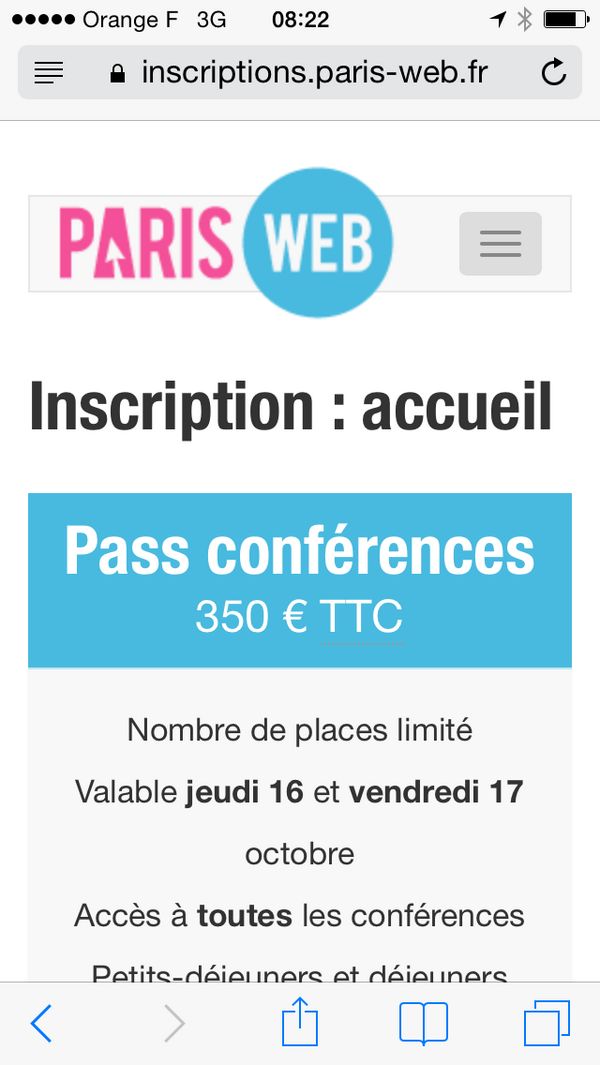 Orange F 3G 08:22
inscriptions.paris-web.fr
PARIS WEB
Inscription : accueil
Pass conférences
350 € TTC
Nombre de places limité
Valable jeudi 16 et vendredi 17
octobre
Accès à toutes les conférences
Petits-déjeuners et déjeuners